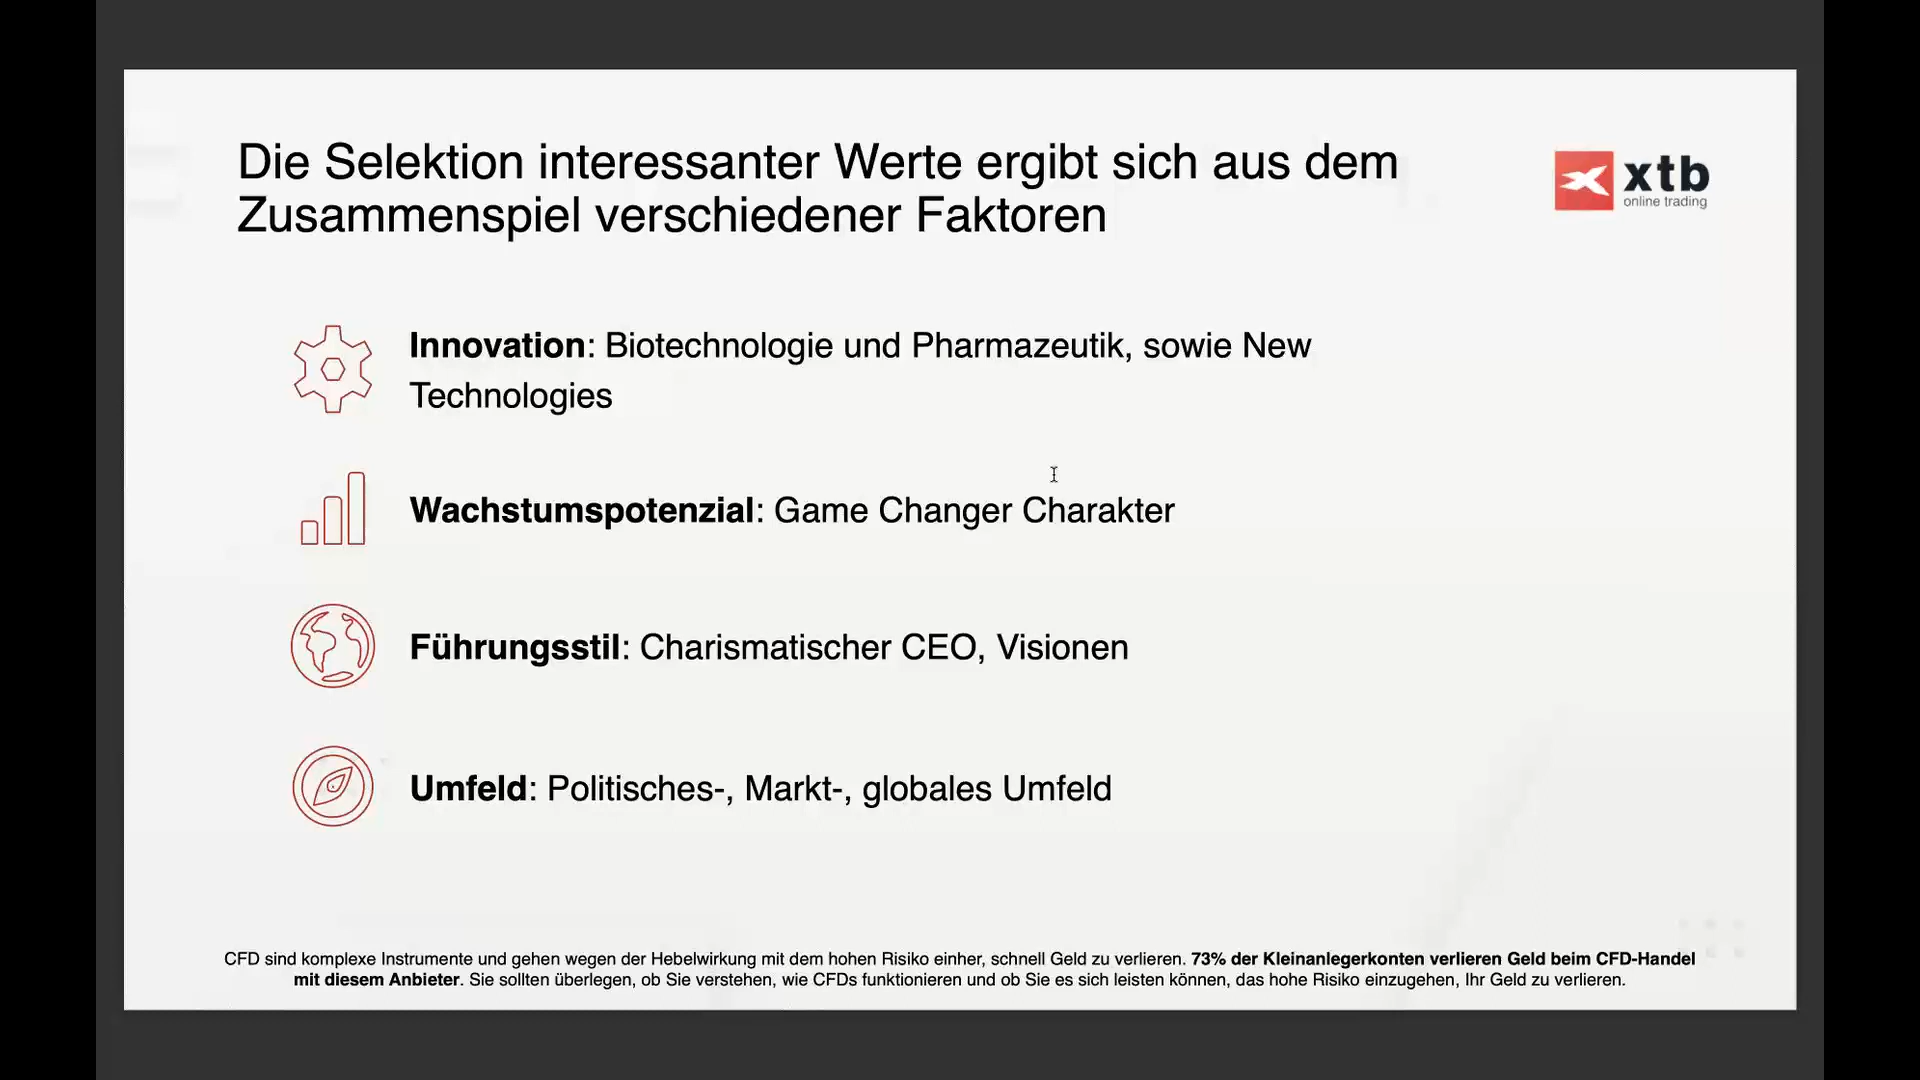 Die Selektion interessanter Werte ergibt sich aus dem
Zusammenspiel verschiedener Faktoren
xtb
online trading
Innovation: Biotechnologie und Pharmazeutik, sowie New
Technologies
Wachstumspotenzial: Game Changer Charakter
Führungsstil: Charismatischer CEO, Visionen
Umfeld: Politisches-, Markt-, globales Umfeld
CFD sind komplexe Instrumente und gehen wegen der Hebelwirkung mit dem hohen Risiko einher, schnell Geld zu verlieren. 73% der Kleinanlegerkonten verlieren Geld beim CFD-Handel
mit diesem Anbieter. Sie sollten überlegen, ob Sie verstehen, wie CFDs funktionieren und ob Sie es sich leisten können, das hohe Risiko einzugehen, Ihr Geld zu verlieren.